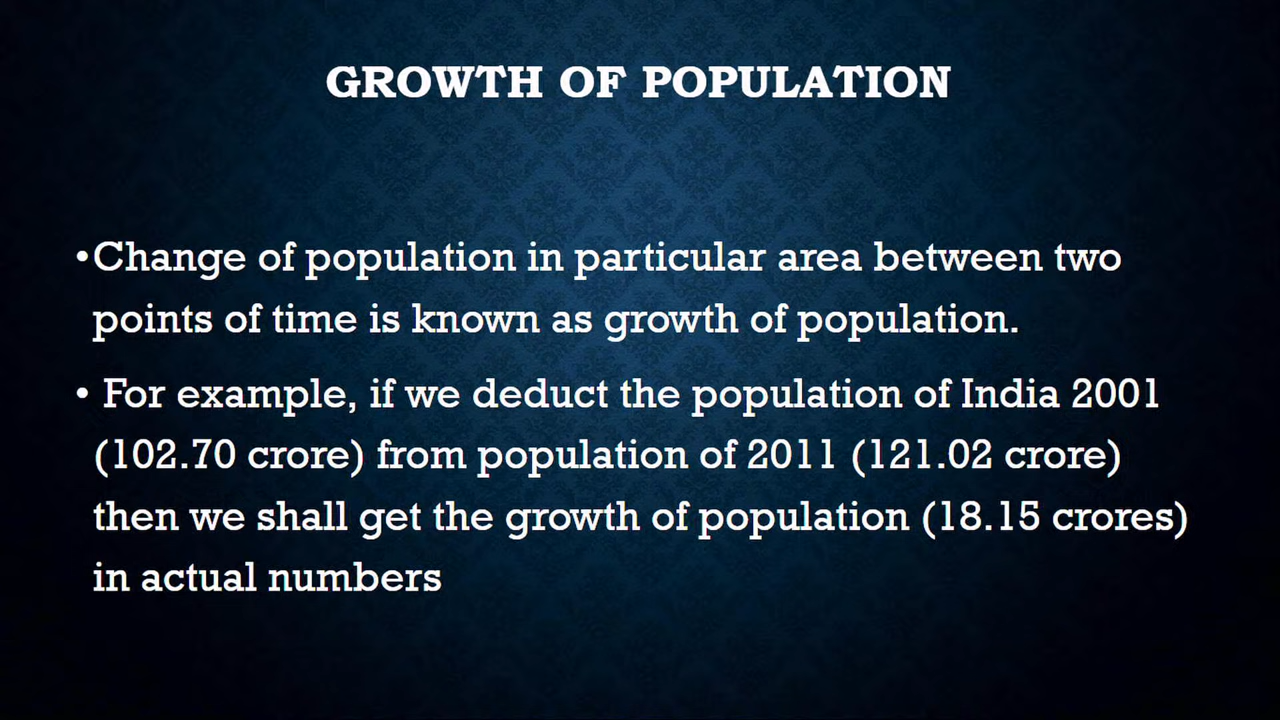 GROWTH OF POPULATION
•Change of population in particular area between two
points of time is known as growth of population.
• For example, if we deduct the population of India 2001
(102.70 crore) from population of 2011 (121.02 crore)
then we shall get the growth of population (18.15 crores)
in actual numbers